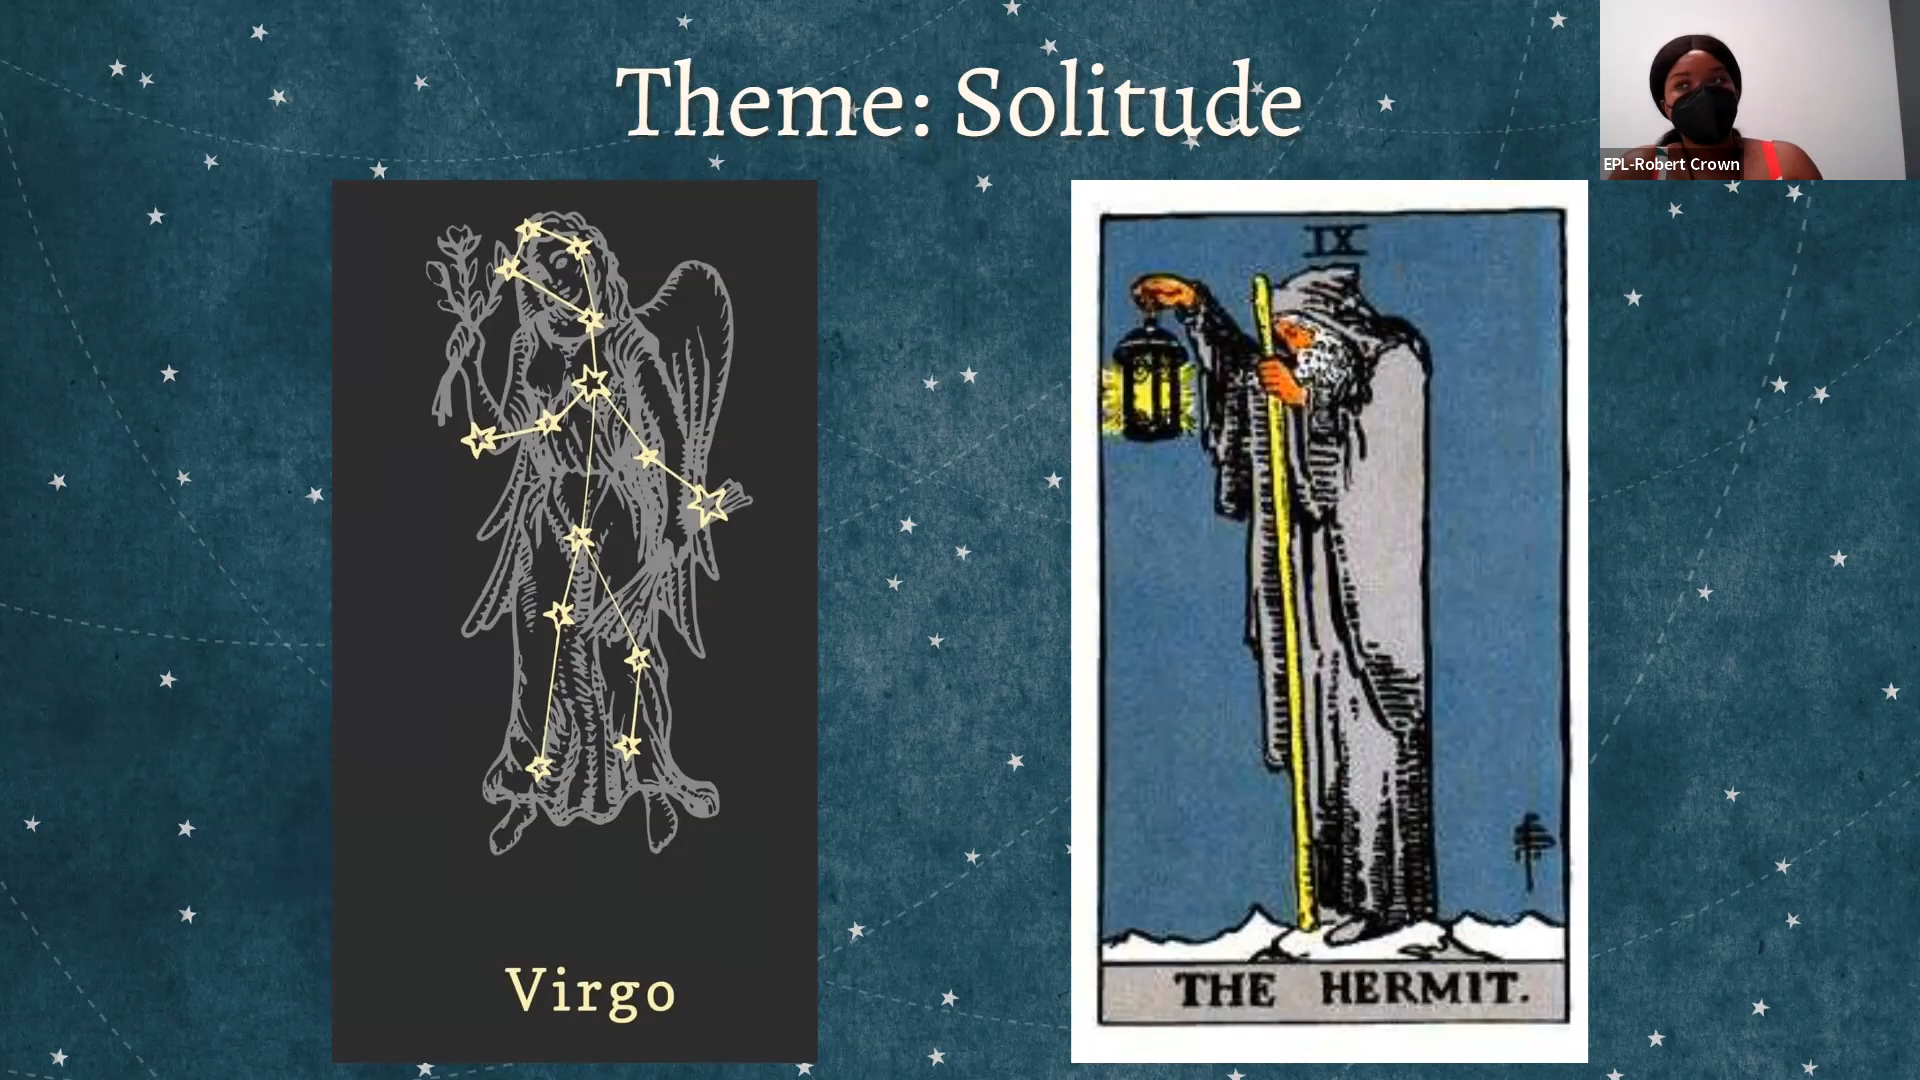 Theme: Solitude
EPL-Robert Crown
IX
Virgo
THE HERMIT.